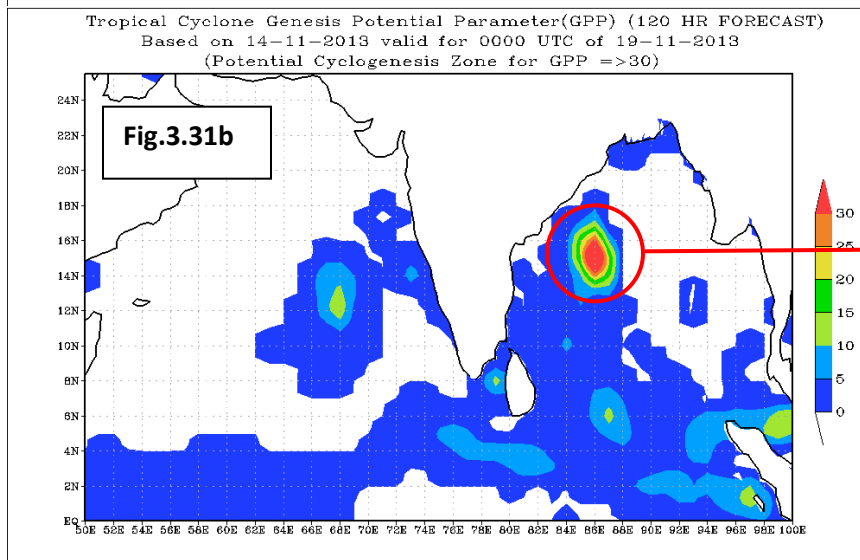 Tropical Cyclone Genesis Potential Parameter(GPP) (120 HR FORECAST)
Based on 14-11-2013 valid for 0000 UTC of 19-11-2013
(Potential Cyclogenesis Zone for GPP =>30)
Fig.3.31b
24N
22N
20N
18N
16N
14N
12N
10N
8N
6N
4N
2N
EQ
50E 52E 54E 56E 58E 60E 62E 64E 66E 68E 70E 72E 74E 76E 78E 80E 82E 84E 86E 88E 90E 92E 94E 96E 98E 100E
30
25
20
15
10
5
0